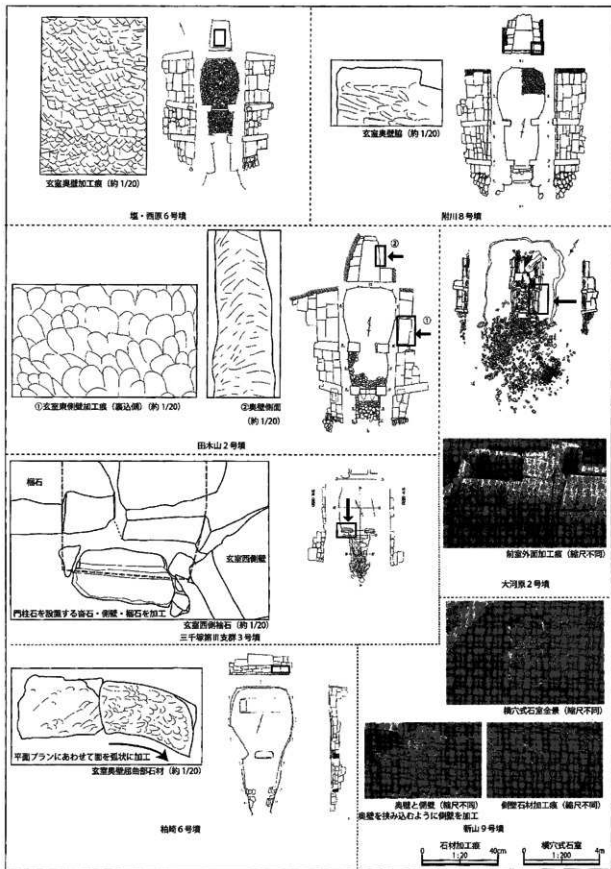 玄室奥壁加工痕（約 1/20）
塩・西原6号墳
玄室奥壁脇（約 1/20）
附川8号墳
①玄室東側壁加工痕（裏込側）（約 1/20）
②奥壁側面
（約 1/20）
②
①
田木山2号墳
前室外面加工痕（縮尺不同）
大河原2号墳
楣石
玄室西側壁
門柱石を設置する為石・側壁・楣石を加工
玄室西側袖石（約 1/20）
三千塚第Ⅲ支群3号墳
平面プランにあわせて面を弧状に加工
玄室奥壁屈曲部石材（約 1/20）
柏崎6号墳
横穴式石室全景（縮尺不同）
奥壁と側壁（縮尺不同）
奥壁を挟み込むように側壁を加工
側壁石材加工痕（縮尺不同）
新山9号墳
石材加工痕
0 1:20 40cm
横穴式石室
0 1:200 4m